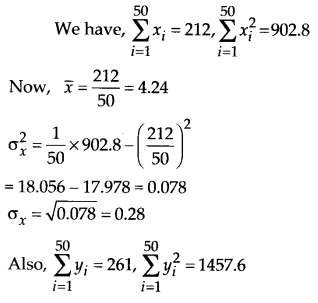 We have, \sum_{i=1}^{50} x_i = 212, \sum_{i=1}^{50} x_i^2 = 902.8
Now, \bar{x} = \frac{212}{50} = 4.24
\sigma_x^2 = \frac{1}{50} × 902.8 - \left(\frac{212}{50}\right)^2
= 18.056 – 17.978 = 0.078
\sigma_x = \sqrt{0.078} = 0.28
Also, \sum_{i=1}^{50} y_i = 261, \sum_{i=1}^{50} y_i^2 = 1457.6